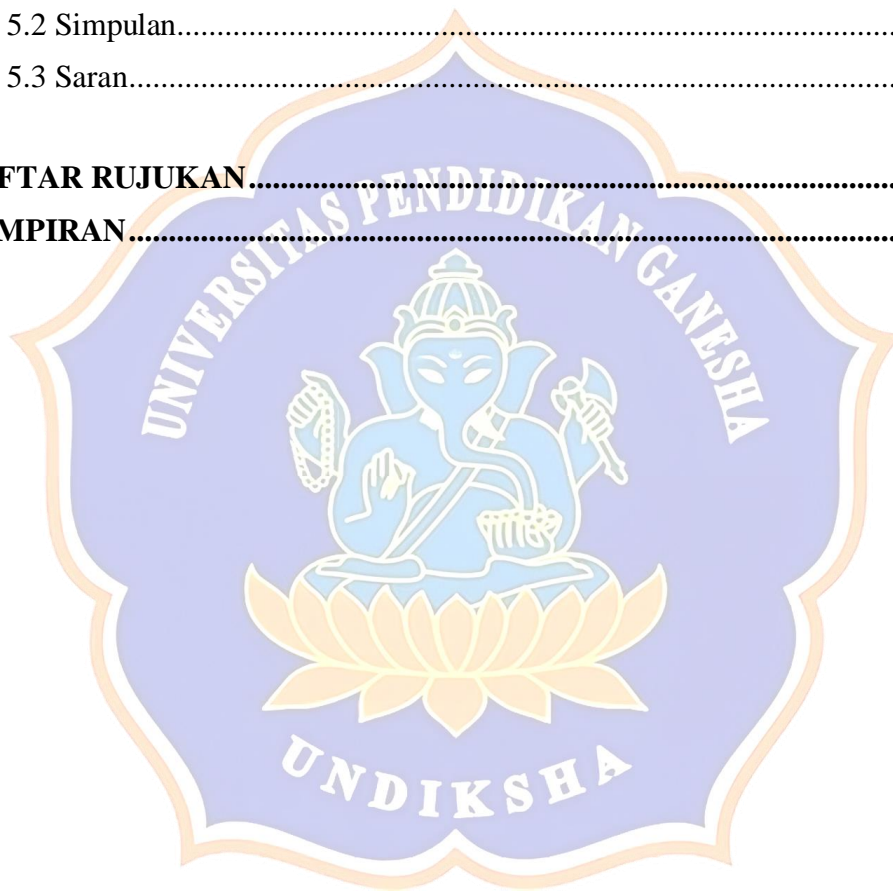 5.2 Simpulan....................................................................................................
5.3 Saran..........................................................................................................
FTAR RUJUKAN.........................................................................................
MPIRAN.........................................................................................................
UNIVERSITAS PENDIDIKAN GANESHA
UNDIKSHA